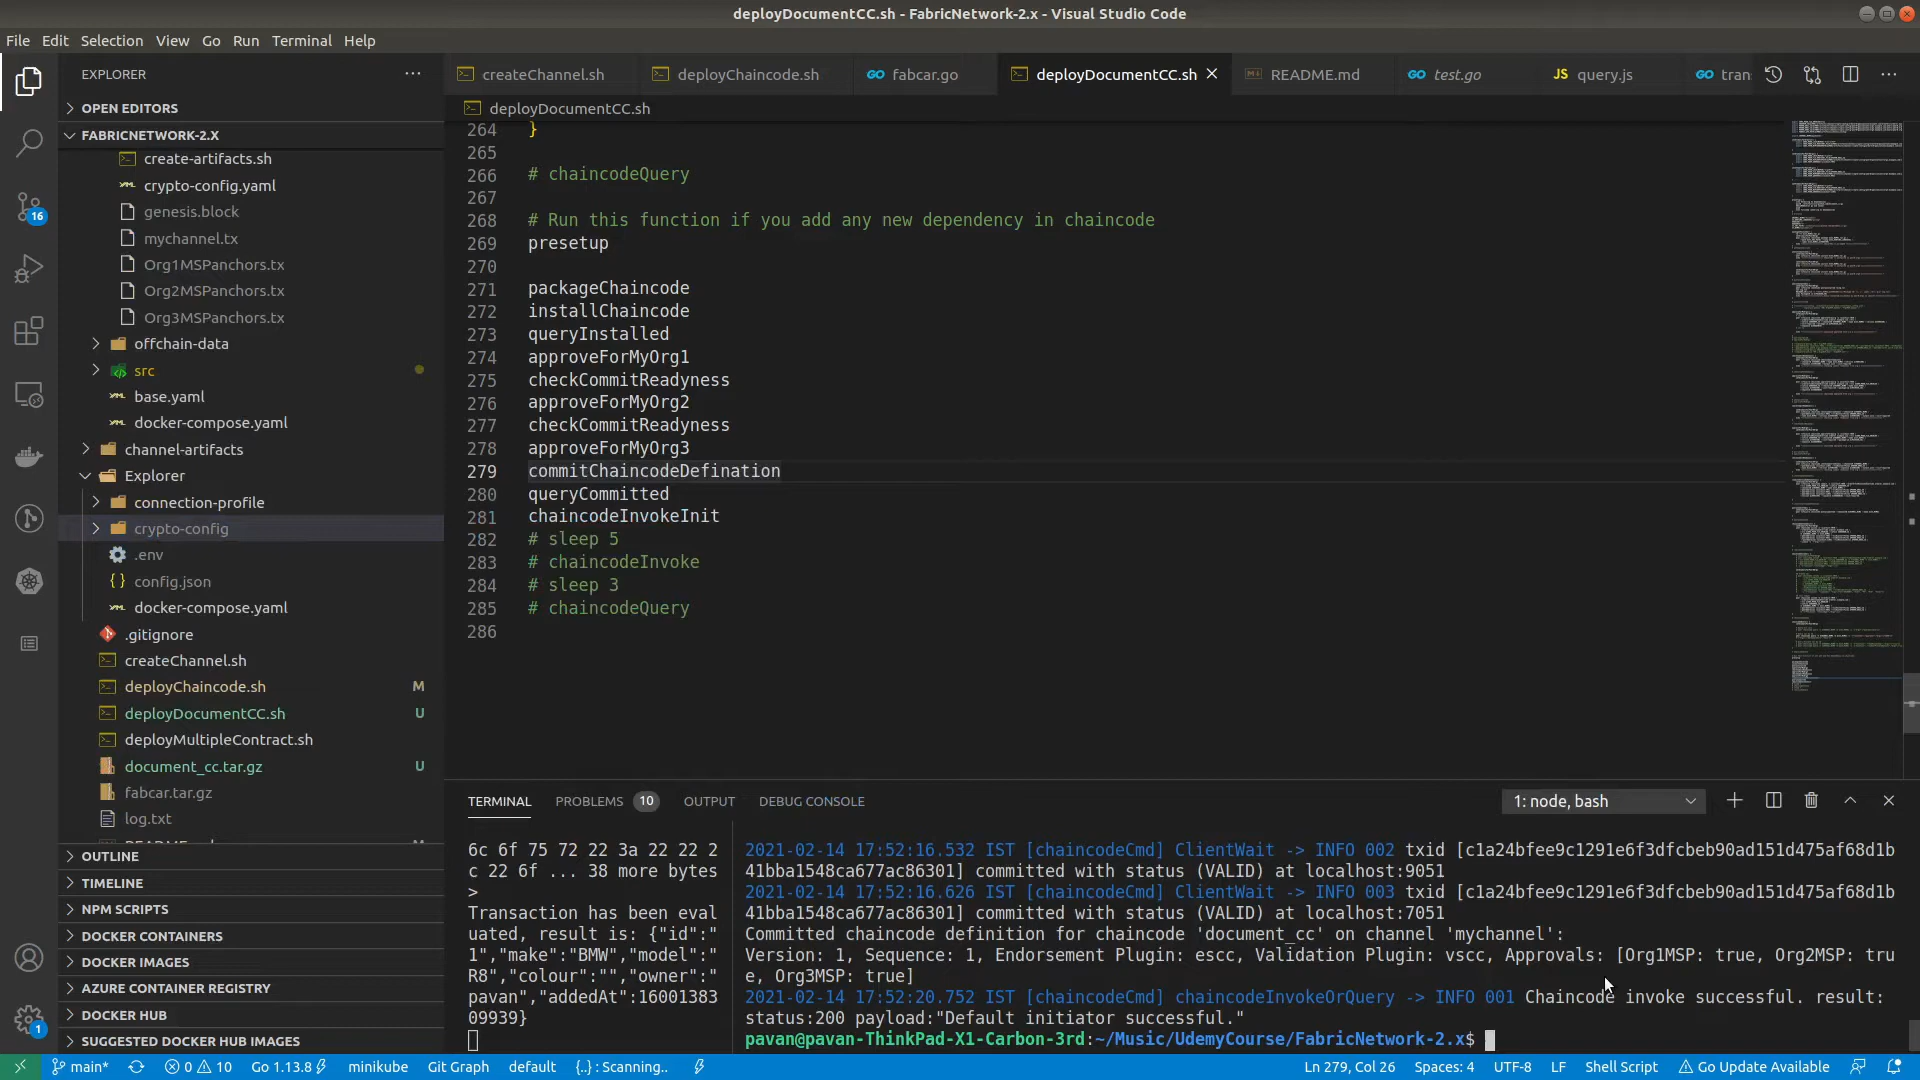 deployDocumentCC.sh - FabricNetwork-2.x - Visual Studio Code
File Edit Selection View Go Run Terminal Help
EXPLORER
createChannel.sh
deployChaincode.sh
fabcar.go
deployDocumentCC.sh
README.md
test.go
JS query.js
tran
OPEN EDITORS
deployDocumentCC.sh
FABRICNETWORK-2.X
create-artifacts.sh
crypto-config.yaml
genesis.block
mychannel.tx
Org1MSPanchors.tx
Org2MSPanchors.tx
Org3MSPanchors.tx
offchain-data
src
base.yaml
docker-compose.yaml
channel-artifacts
Explorer
connection-profile
crypto-config
.env
{} config.json
docker-compose.yaml
.gitignore
createChannel.sh
deployChaincode.sh M
deployDocumentCC.sh U
deployMultipleContract.sh
document_cc.tar.gz U
fabcar.tar.gz
log.txt
OUTLINE
TIMELINE
NPM SCRIPTS
DOCKER CONTAINERS
DOCKER IMAGES
AZURE CONTAINER REGISTRY
DOCKER HUB
SUGGESTED DOCKER HUB IMAGES
16
1
264 }
265
266 # chaincodeQuery
267
268 # Run this function if you add any new dependency in chaincode
269 presetup
270
271 packageChaincode
272 installChaincode
273 queryInstalled
274 approveForMyOrg1
275 checkCommitReadyness
276 approveForMyOrg2
277 checkCommitReadyness
278 approveForMyOrg3
279 commitChaincodeDefination
280 queryCommitted
281 chaincodeInvokeInit
282 # sleep 5
283 # chaincodeInvoke
284 # sleep 3
285 # chaincodeQuery
286
TERMINAL PROBLEMS 10 OUTPUT DEBUG CONSOLE
1: node, bash
6c 6f 75 72 22 3a 22 22 2
c 22 6f ... 38 more bytes
>
Transaction has been eval
uated, result is: {"id":"
1","make":"BMW","model":"
R8","colour":"","owner":"
pavan","addedAt":16001383
09939}
2021-02-14 17:52:16.532 IST [chaincodeCmd] ClientWait -> INFO 002 txid [c1a24bfee9c1291e6f3dfcbeb90ad151d475af68d1b
41bba1548ca677ac86301] committed with status (VALID) at localhost:9051
2021-02-14 17:52:16.626 IST [chaincodeCmd] ClientWait -> INFO 003 txid [c1a24bfee9c1291e6f3dfcbeb90ad151d475af68d1b
41bba1548ca677ac86301] committed with status (VALID) at localhost:7051
Committed chaincode definition for chaincode 'document_cc' on channel 'mychannel':
Version: 1, Sequence: 1, Endorsement Plugin: escc, Validation Plugin: vscc, Approvals: [Org1MSP: true, Org2MSP: tru
e, Org3MSP: true]
2021-02-14 17:52:20.752 IST [chaincodeCmd] chaincodeInvokeOrQuery -> INFO 001 Chaincode invoke successful. result:
status:200 payload:"Default initiator successful."
pavan@pavan-ThinkPad-X1-Carbon-3rd:~/Music/UdemyCourse/FabricNetwork-2.x$
main* 0 10 Go 1.13.8 minikube Git Graph default {..} : Scanning..
Ln 279, Col 26 Spaces: 4 UTF-8 LF Shell Script Go Update Available